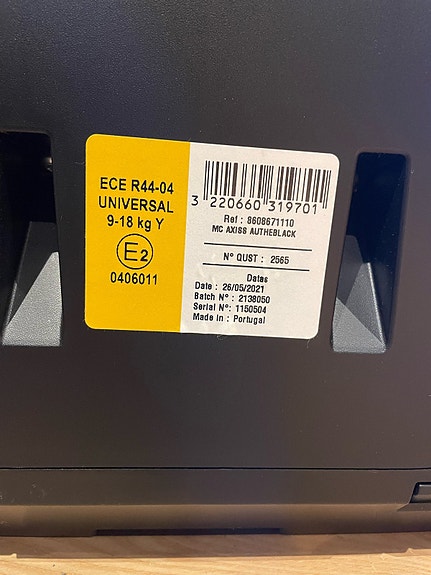 ECE R44-04
UNIVERSAL
9-18 kg Y
E2
0406011
3 220660 319701
Ref : 8608671110
MC AXISS AUTHEBLACK
N° QUST : 2565
Dates
Date : 26/05/2021
Batch N° : 2138050
Serial N° : 1150504
Made in : Portugal